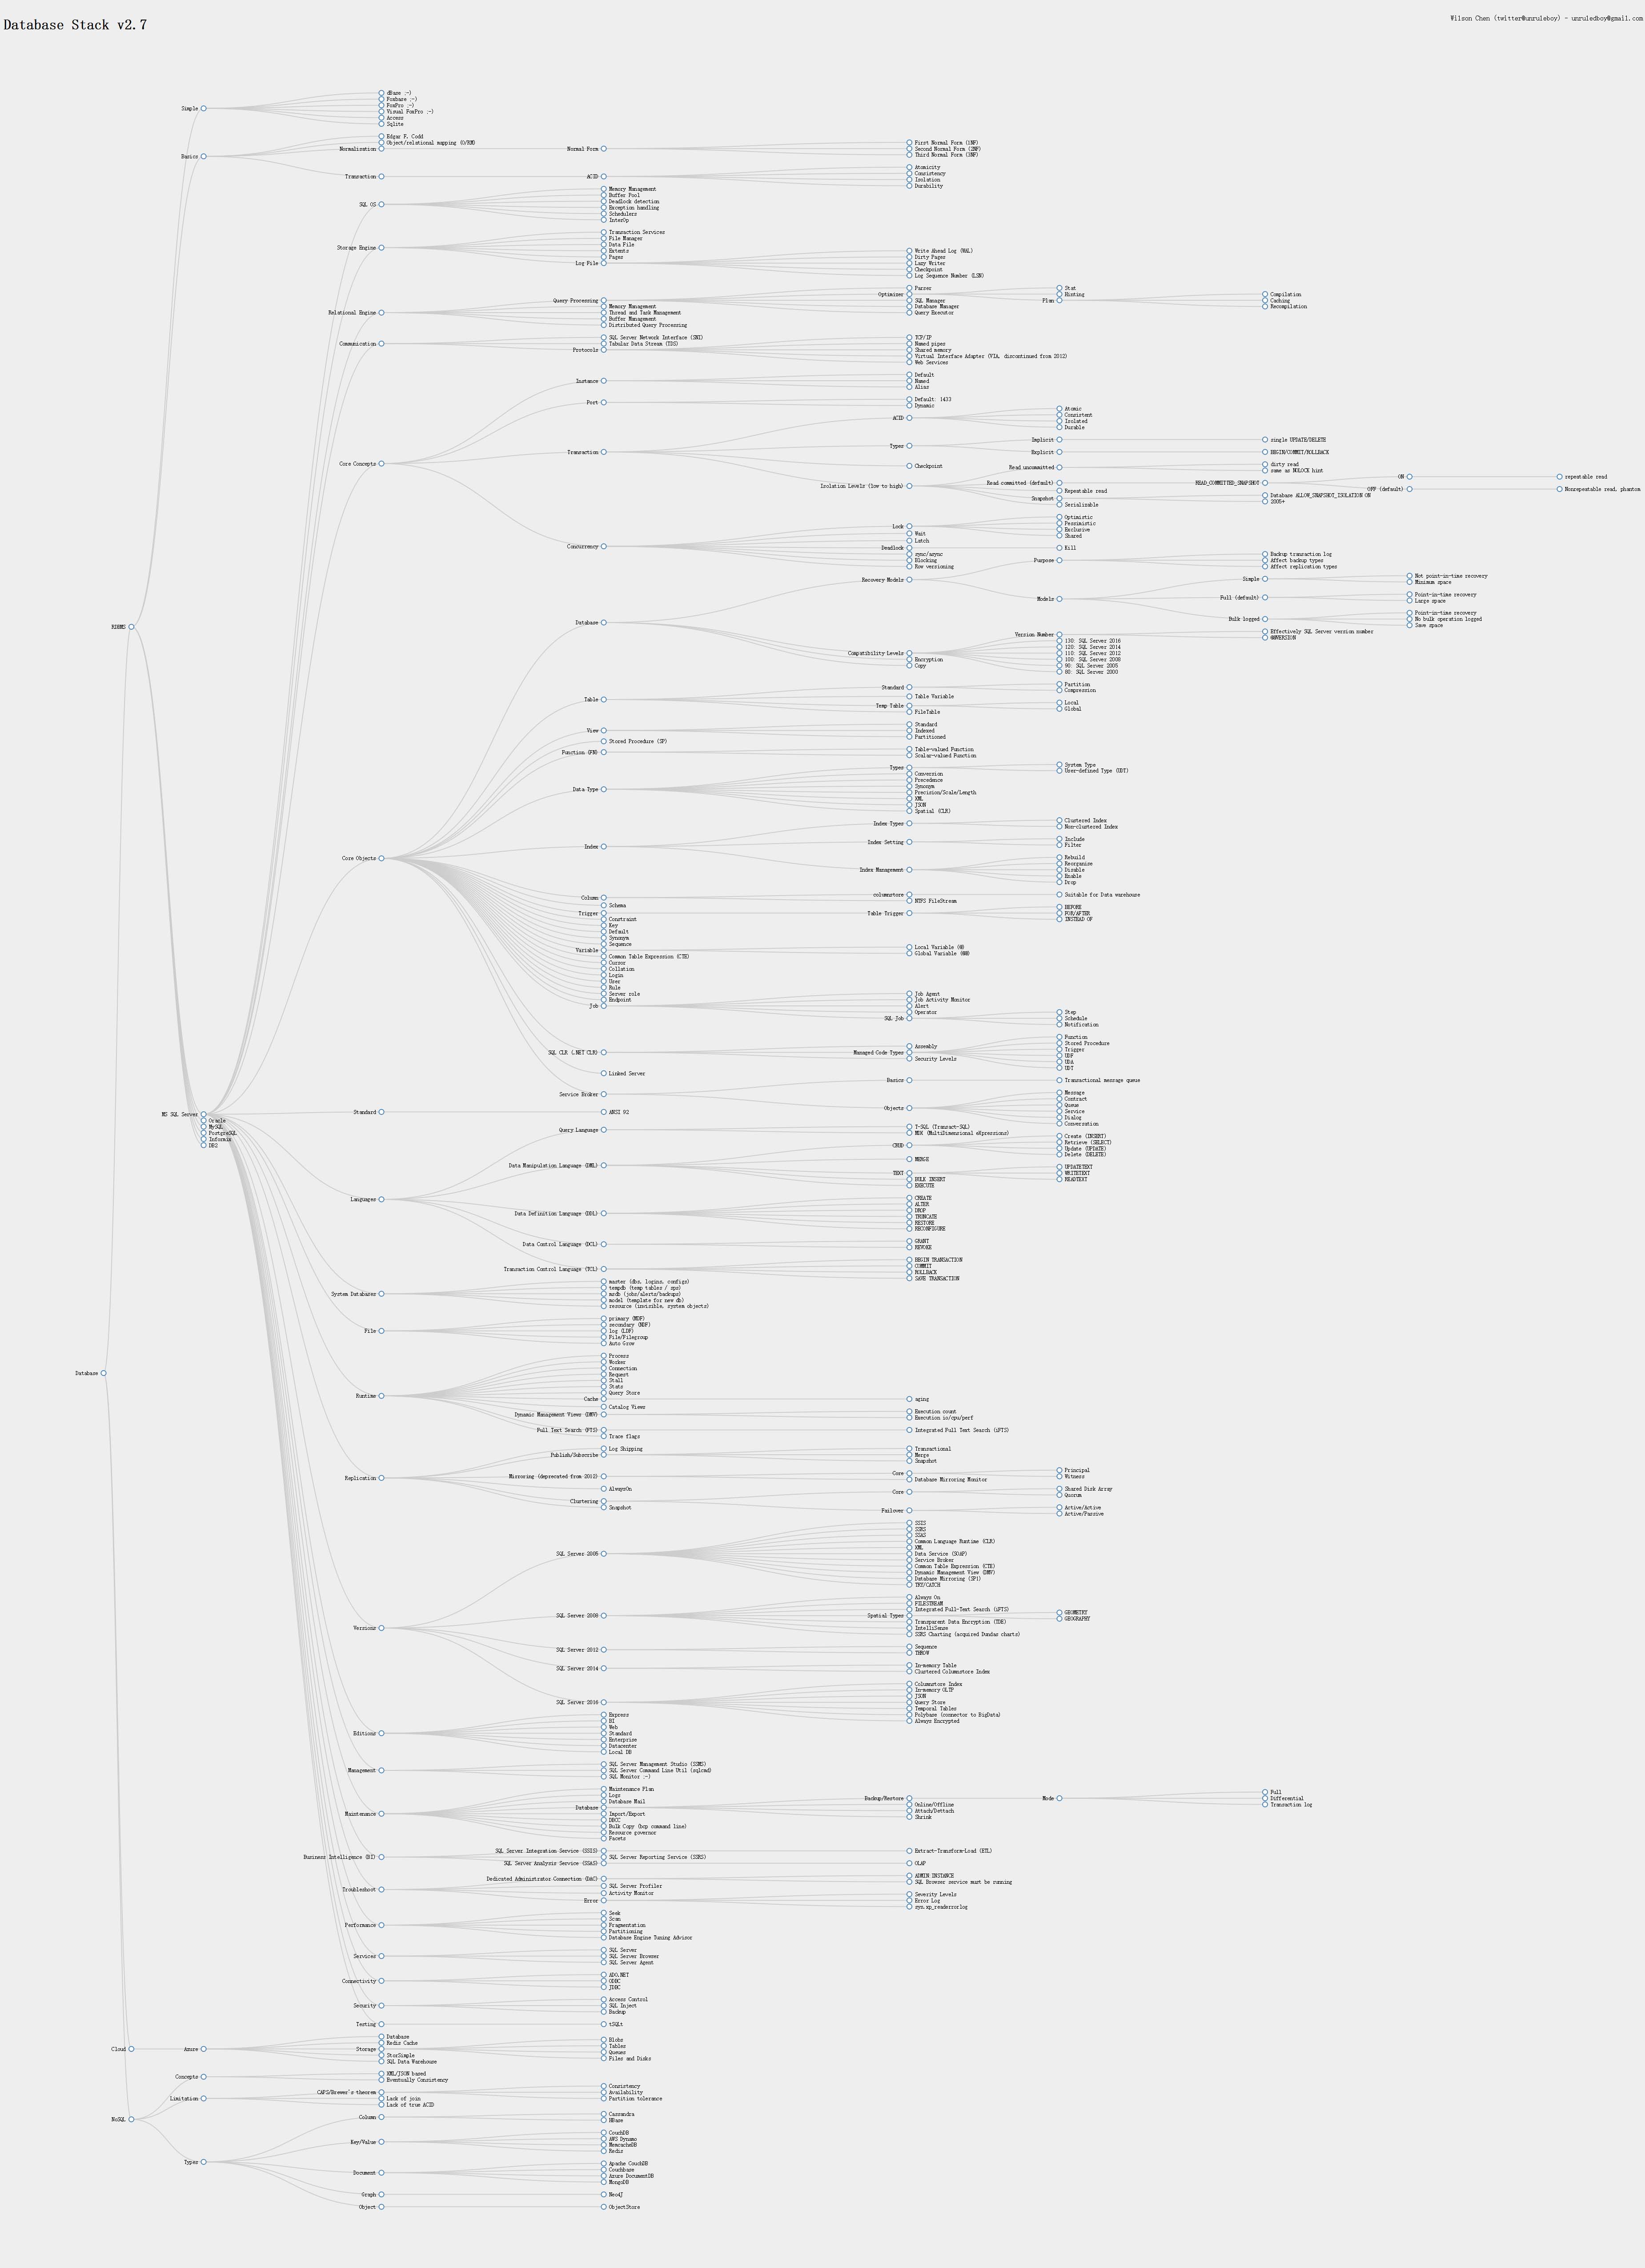 Database Stack v2.7
Wilson Chen (twitter@unruleboy) - unruledboy@gmail.com
Database
RDBMS
Simple
dBase ;-)
Foxbase ;-)
FoxPro ;-)
Visual FoxPro ;-)
Access
Sqlite
Basics
Edgar F. Codd
Object/relational mapping (O/RM)
Normalization
Normal Form
First Normal Form (1NF)
Second Normal Form (2NF)
Third Normal Form (3NF)
Transaction
ACID
Atomicity
Consistency
Isolation
Durability
MS SQL Server
SQL OS
Memory Management
Buffer Pool
Deadlock detection
Exception handling
Schedulers
InterOp
Storage Engine
Transaction Services
File Manager
Data File
Extents
Pages
Log File
Write Ahead Log (WAL)
Dirty Pages
Lazy Writer
Checkpoint
Log Sequence Number (LSN)
Relational Engine
Query Processing
Parser
Optimizer
Stat
Hinting
Plan
Compilation
Caching
Recompilation
SQL Manager
Database Manager
Query Executor
Memory Management
Thread and Task Management
Buffer Management
Distributed Query Processing
Communication
SQL Server Network Interface (SNI)
Tabular Data Stream (TDS)
Protocols
TCP/IP
Named pipes
Shared memory
Virtual Interface Adapter (VIA, discontinued from 2012)
Web Services
Core Concepts
Instance
Default
Named
Alias
Port
Default: 1433
Dynamic
Transaction
ACID
Atomic
Consistent
Isolated
Durable
Types
Implicit
single UPDATE/DELETE
Explicit
BEGIN/COMMIT/ROLLBACK
Checkpoint
Isolation Levels (low to high)
Read uncommitted
dirty read
same as NOLOCK hint
Read committed (default)
READ_COMMITTED_SNAPSHOT
ON
repeatable read
OFF (default)
Nonrepeatable read, phantom
Repeatable read
Snapshot
Database ALLOW_SNAPSHOT_ISOLATION ON
2005+
Serializable
Concurrency
Lock
Optimistic
Pessimistic
Exclusive
Shared
Wait
Latch
Deadlock
Kill
sync/async
Blocking
Row versioning
Core Objects
Database
Recovery Models
Purpose
Backup transaction log
Affect backup types
Affect replication types
Models
Simple
Not point-in-time recovery
Minimum space
Full (default)
Point-in-time recovery
Large space
Bulk logged
Point-in-time recovery
No bulk operation logged
Save space
Compatibility Levels
Version Number
Effectively SQL Server version number
@@VERSION
130: SQL Server 2016
120: SQL Server 2014
110: SQL Server 2012
100: SQL Server 2008
90: SQL Server 2005
80: SQL Server 2000
Encryption
Copy
Table
Standard
Partition
Compression
Table Variable
Temp Table
Local
Global
FileTable
View
Standard
Indexed
Partitioned
Stored Procedure (SP)
Function (FN)
Table-valued Function
Scalar-valued Function
Data Type
Types
System Type
User-defined Type (UDT)
Conversion
Precedence
Synonym
Precision/Scale/Length
XML
JSON
Spatial (CLR)
Index
Index Types
Clustered Index
Non-clustered Index
Index Setting
Include
Filter
Index Management
Rebuild
Reorganise
Disable
Enable
Drop
Column
columnstore
Suitable for Data warehouse
NTFS FileStream
Schema
Trigger
Table Trigger
BEFORE
FOR/AFTER
INSTEAD OF
Constraint
Key
Default
Synonym
Sequence
Variable
Local Variable (@)
Global Variable (@@)
Common Table Expression (CTE)
Cursor
Collation
Login
User
Rule
Server role
Endpoint
Job
Job Agent
Job Activity Monitor
Alert
Operator
SQL Job
Step
Schedule
Notification
SQL CLR (.NET CLR)
Assembly
Managed Code Types
Function
Stored Procedure
Trigger
UDF
UDA
UDT
Security Levels
Linked Server
Service Broker
Basics
Transactional message queue
Objects
Message
Contract
Queue
Service
Dialog
Conversation
Standard
ANSI 92
Languages
Query Language
T-SQL (Transact-SQL)
MDX (MultiDimensional eXpressions)
Data Manipulation Language (DML)
CRUD
Create (INSERT)
Retrieve (SELECT)
Update (UPDATE)
Delete (DELETE)
MERGE
TEXT
UPDATETEXT
WRITETEXT
READTEXT
BULK INSERT
EXECUTE
Data Definition Language (DDL)
CREATE
ALTER
DROP
TRUNCATE
RESTORE
RECONFIGURE
Data Control Language (DCL)
GRANT
REVOKE
Transaction Control Language (TCL)
BEGIN TRANSACTION
COMMIT
ROLLBACK
SAVE TRANSACTION
System Databases
master (dbs, logins, configs)
tempdb (temp tables / sps)
msdb (jobs/alerts/backups)
model (template for new db)
resource (invisible, system objects)
File
primary (MDF)
secondary (NDF)
log (LDF)
File/Filegroup
Auto Grow
Runtime
Process
Worker
Connection
Request
Stall
Stats
Query Store
Cache
aging
Catalog Views
Dynamic Management Views (DMV)
Execution count
Execution io/cpu/perf
Full Text Search (FTS)
Integrated Full Text Search (iFTS)
Trace flags
Replication
Log Shipping
Publish/Subscribe
Transactional
Merge
Snapshot
Mirroring (deprecated from 2012)
Core
Principal
Witness
Database Mirroring Monitor
AlwaysOn
Clustering
Core
Shared Disk Array
Quorum
Failover
Active/Active
Active/Passive
Snapshot
Versions
SQL Server 2005
SSIS
SSRS
SSAS
Common Language Runtime (CLR)
XML
Data Service (SOAP)
Service Broker
Common Table Expression (CTE)
Dynamic Management View (DMV)
Database Mirroring (SP1)
TRY/CATCH
SQL Server 2008
Always On
FILESTREAM
Integrated Full-Text Search (iFTS)
Spatial Types
GEOMETRY
GEOGRAPHY
Transparent Data Encryption (TDE)
IntelliSense
SSRS Charting (acquired Dundas charts)
SQL Server 2012
Sequence
THROW
SQL Server 2014
In-memory Table
Clustered Columnstore Index
SQL Server 2016
Columnstore Index
In-memory OLTP
JSON
Query Store
Temporal Tables
Polybase (connector to BigData)
Always Encrypted
Editions
Express
BI
Web
Standard
Enterprise
Datacenter
Local DB
Management
SQL Server Management Studio (SSMS)
SQL Server Command Line Util (sqlcmd)
SQL Monitor ;-)
Maintenance
Maintenance Plan
Logs
Database Mail
Database
Backup/Restore
Mode
Full
Differential
Transaction log
Online/Offline
Attach/Dettach
Shrink
Import/Export
DBCC
Bulk Copy (bcp command line)
Resource governor
Facets
Business Intelligence (BI)
SQL Server Integration Service (SSIS)
Extract-Transform-Load (ETL)
SQL Server Reporting Service (SSRS)
SQL Server Analysis Service (SSAS)
OLAP
Troubleshoot
Dedicated Administrator Connection (DAC)
ADMIN INSTANCE
SQL Browser service must be running
SQL Server Profiler
Activity Monitor
Error
Severity Levels
Error Log
sys.xp_readerrorlog
Performance
Seek
Scan
Fragmentation
Partitioning
Database Engine Tuning Advisor
Services
SQL Server
SQL Server Browser
SQL Server Agent
Connectivity
ADO.NET
ODBC
JDBC
Security
Access Control
SQL Inject
Backup
Testing
tSQLt
Oracle
MySQL
PostgreSQL
Informix
DB2
Cloud
Azure
Database
Redis Cache
Storage
Blobs
Tables
Queues
Files and Disks
StorSimple
SQL Data Warehouse
NoSQL
Concepts
XML/JSON based
Eventually Consistency
Limitation
CAPS/Brewer's theorem
Consistency
Availability
Partition tolerance
Lack of join
Lack of true ACID
Types
Column
Cassandra
HBase
Key/Value
CouchDB
AWS Dynamo
MemcacheDB
Redis
Document
Apache CouchDB
Couchbase
Azure DocumentDB
MongoDB
Graph
Neo4J
Object
ObjectStore